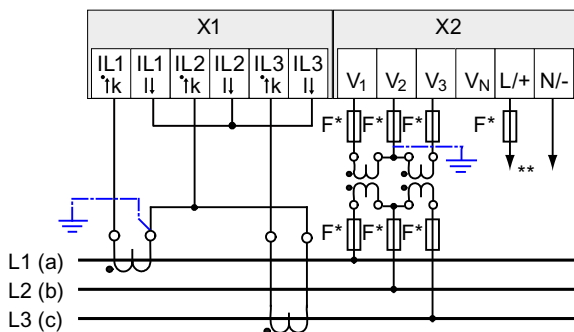 X1 X2
IL1 IL1 IL2 IL2 IL3 IL3
↑k l↓ ↑k l↓ ↑k l↓
V1 V2 V3 VN L/+ N/-
F* F* F* F*
**
F* F* F*
L1 (a)
L2 (b)
L3 (c)